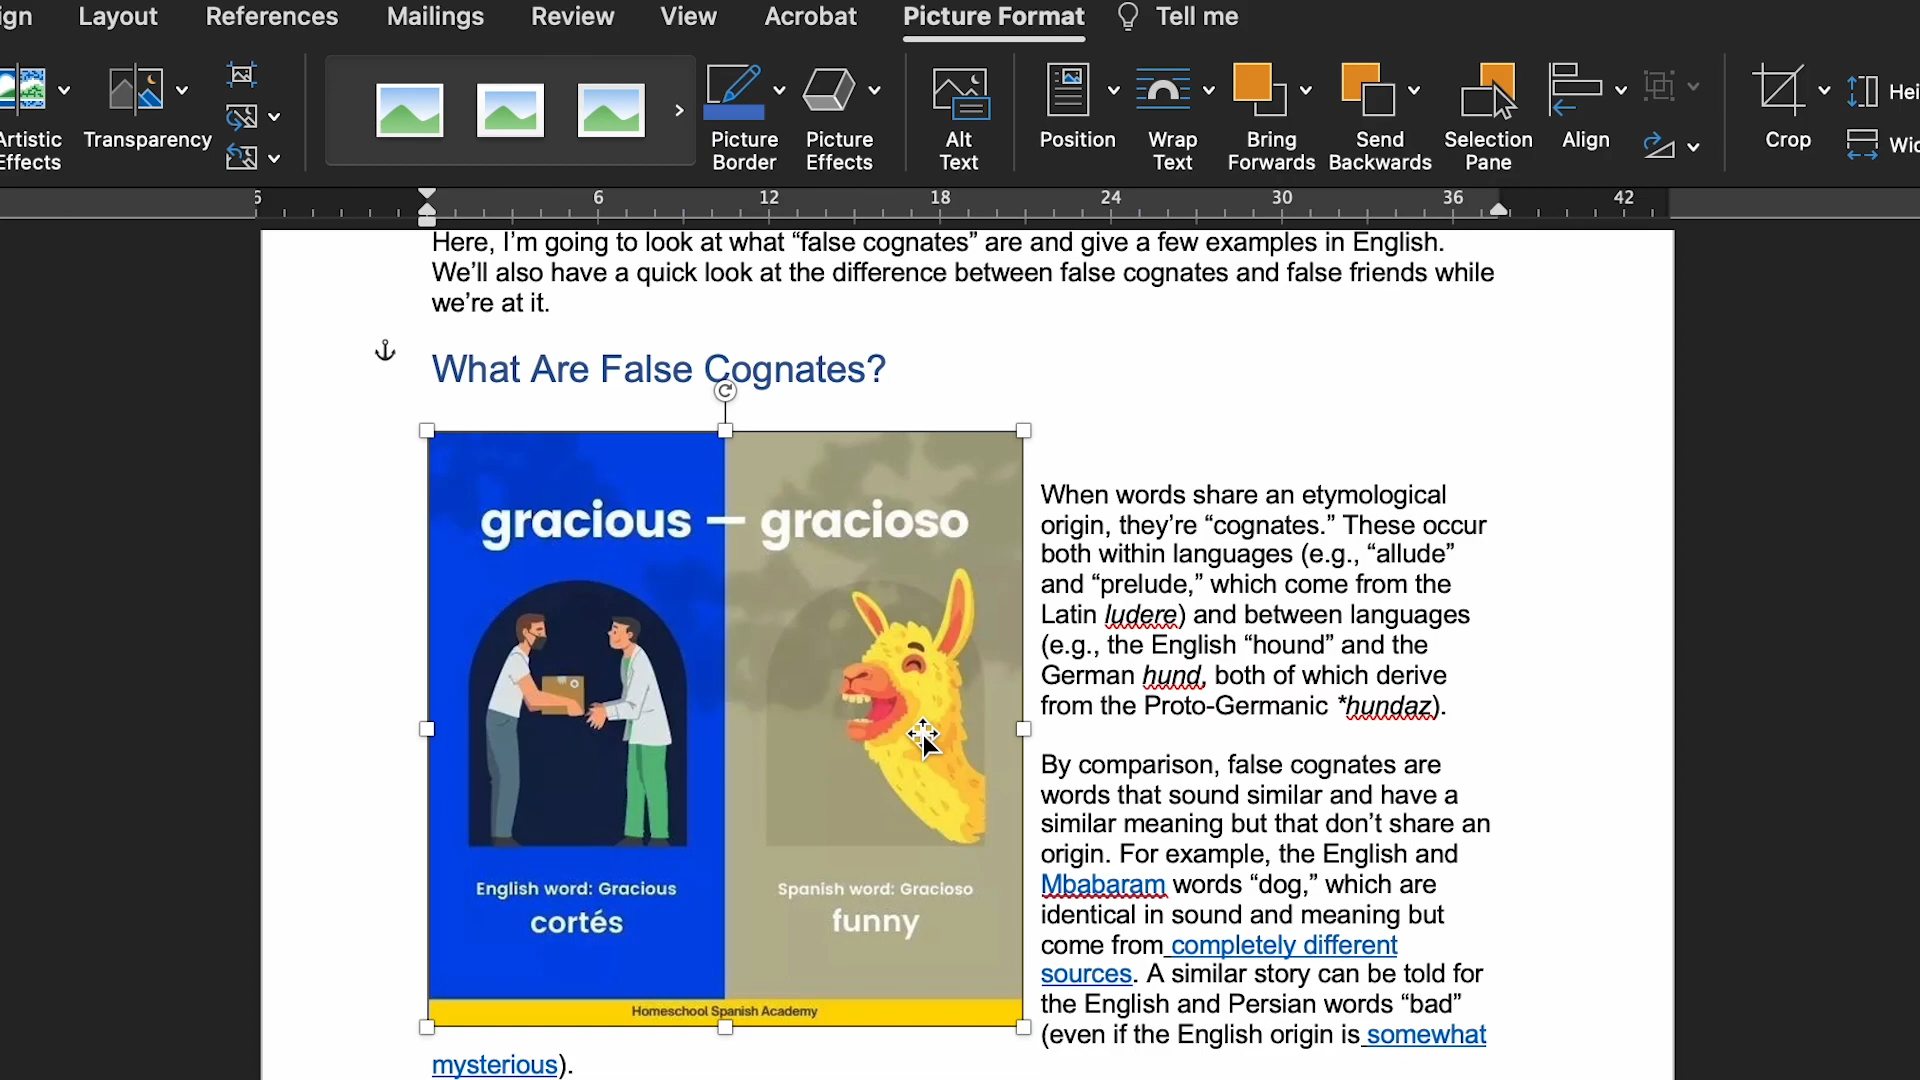 ign Layout References Mailings Review View Acrobat Picture Format Tell me
Artistic Effects Transparency Picture Border Picture Effects Alt Text Position Wrap Text Bring Forwards Send Backwards Selection Pane Align Crop Hei
Wid
6 6 12 18 24 30 36 42
Here, I’m going to look at what “false cognates” are and give a few examples in English.
We’ll also have a quick look at the difference between false cognates and false friends while
we’re at it.
What Are False Cognates?
gracious — gracioso
English word: Gracious
cortés
Spanish word: Gracioso
funny
Homeschool Spanish Academy
When words share an etymological
origin, they’re “cognates.” These occur
both within languages (e.g., “allude”
and “prelude,” which come from the
Latin ludere) and between languages
(e.g., the English “hound” and the
German hund, both of which derive
from the Proto-Germanic *hundaz).
By comparison, false cognates are
words that sound similar and have a
similar meaning but that don’t share an
origin. For example, the English and
Mbabaram words “dog,” which are
identical in sound and meaning but
come from completely different
sources. A similar story can be told for
the English and Persian words “bad”
(even if the English origin is somewhat
mysterious).